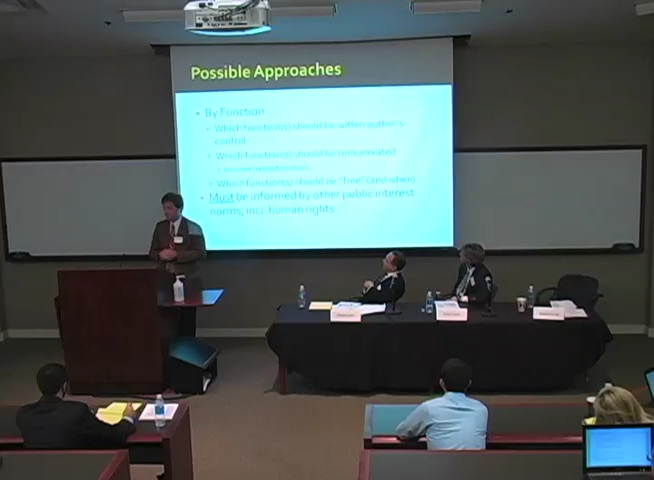 Possible Approaches
• By Function
• Which function(s) should be within author's
control
• Which function(s) should be remunerated
• Which function(s) should be "free" (and when)
• Must be informed by other public interest
norms, incl. human rights